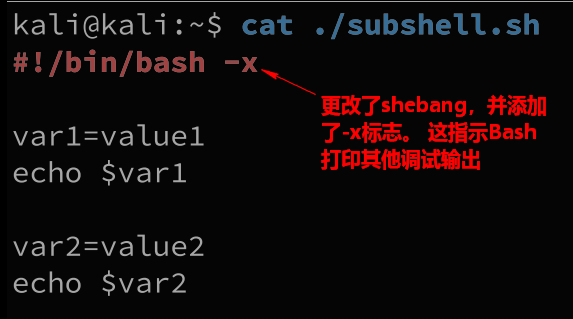 kali@kali:~$ cat ./subshell.sh
#!/bin/bash -x
更改了shebang，并添加
了-x标志。 这指示Bash
打印其他调试输出
var1=value1
echo $var1
var2=value2
echo $var2